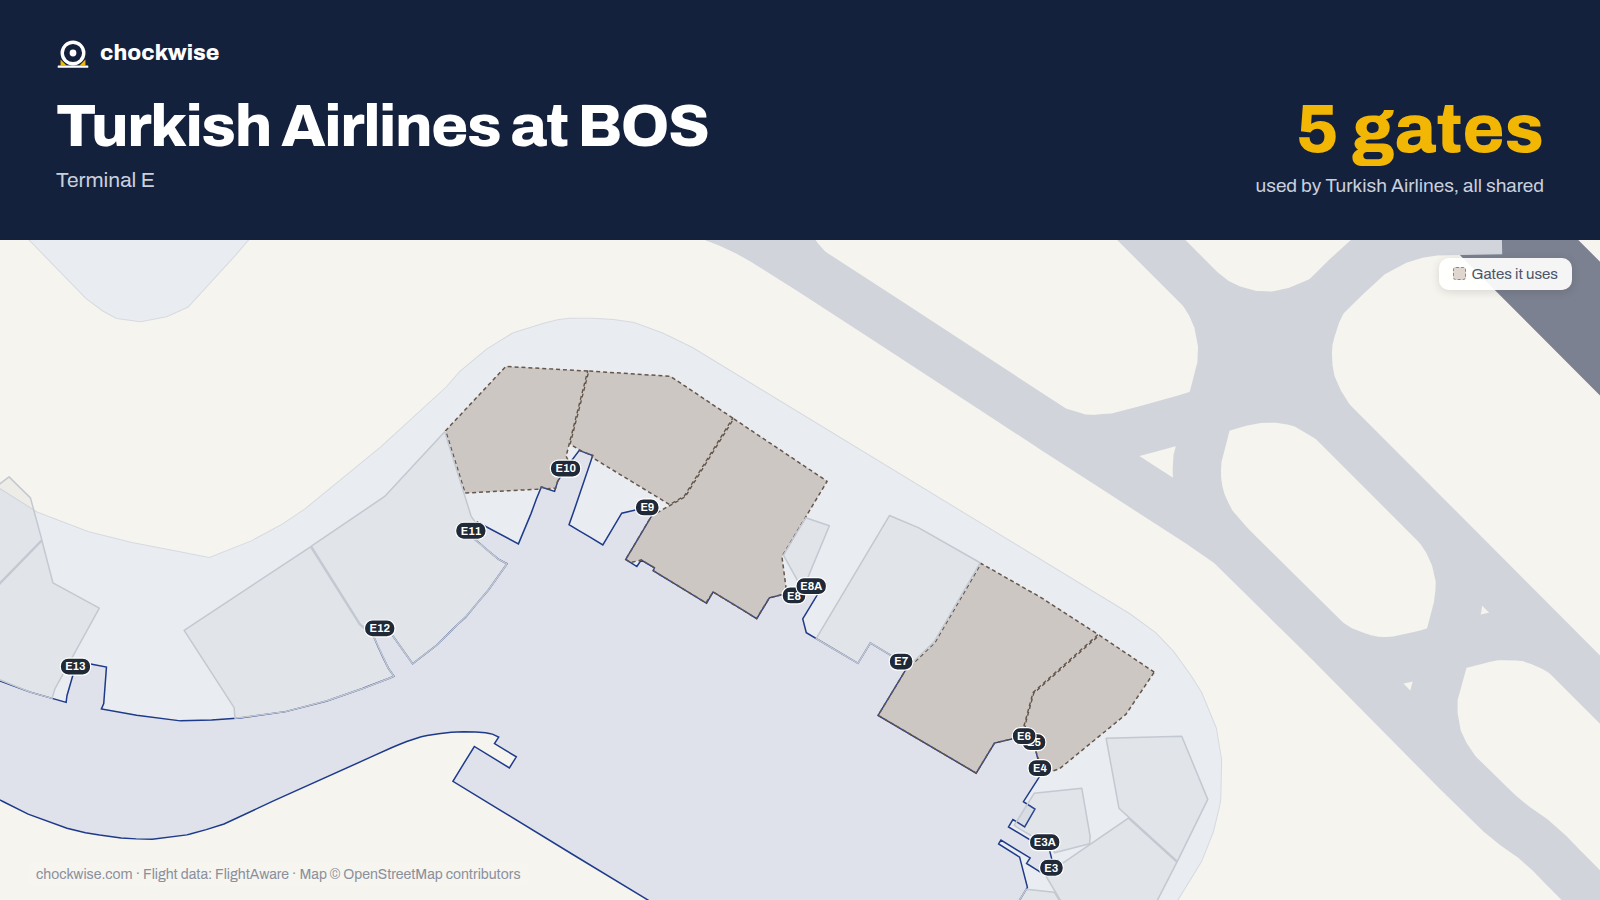 chockwise
Turkish Airlines at BOS
Terminal E
5 gates
used by Turkish Airlines, all shared
Gates it uses
E10
E9
E11
E8A
E8
E12
E7
E13
E6
E4
E3A
E3
chockwise.com · Flight data: FlightAware · Map © OpenStreetMap contributors